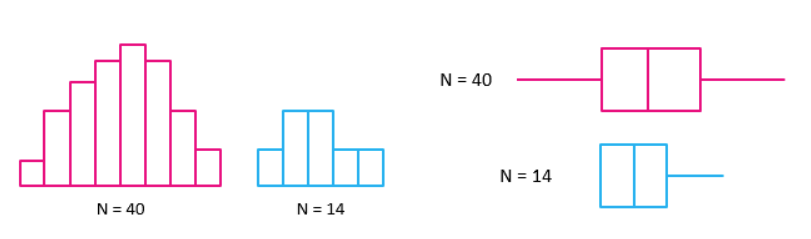 N = 40
N = 14
N = 40
N = 14